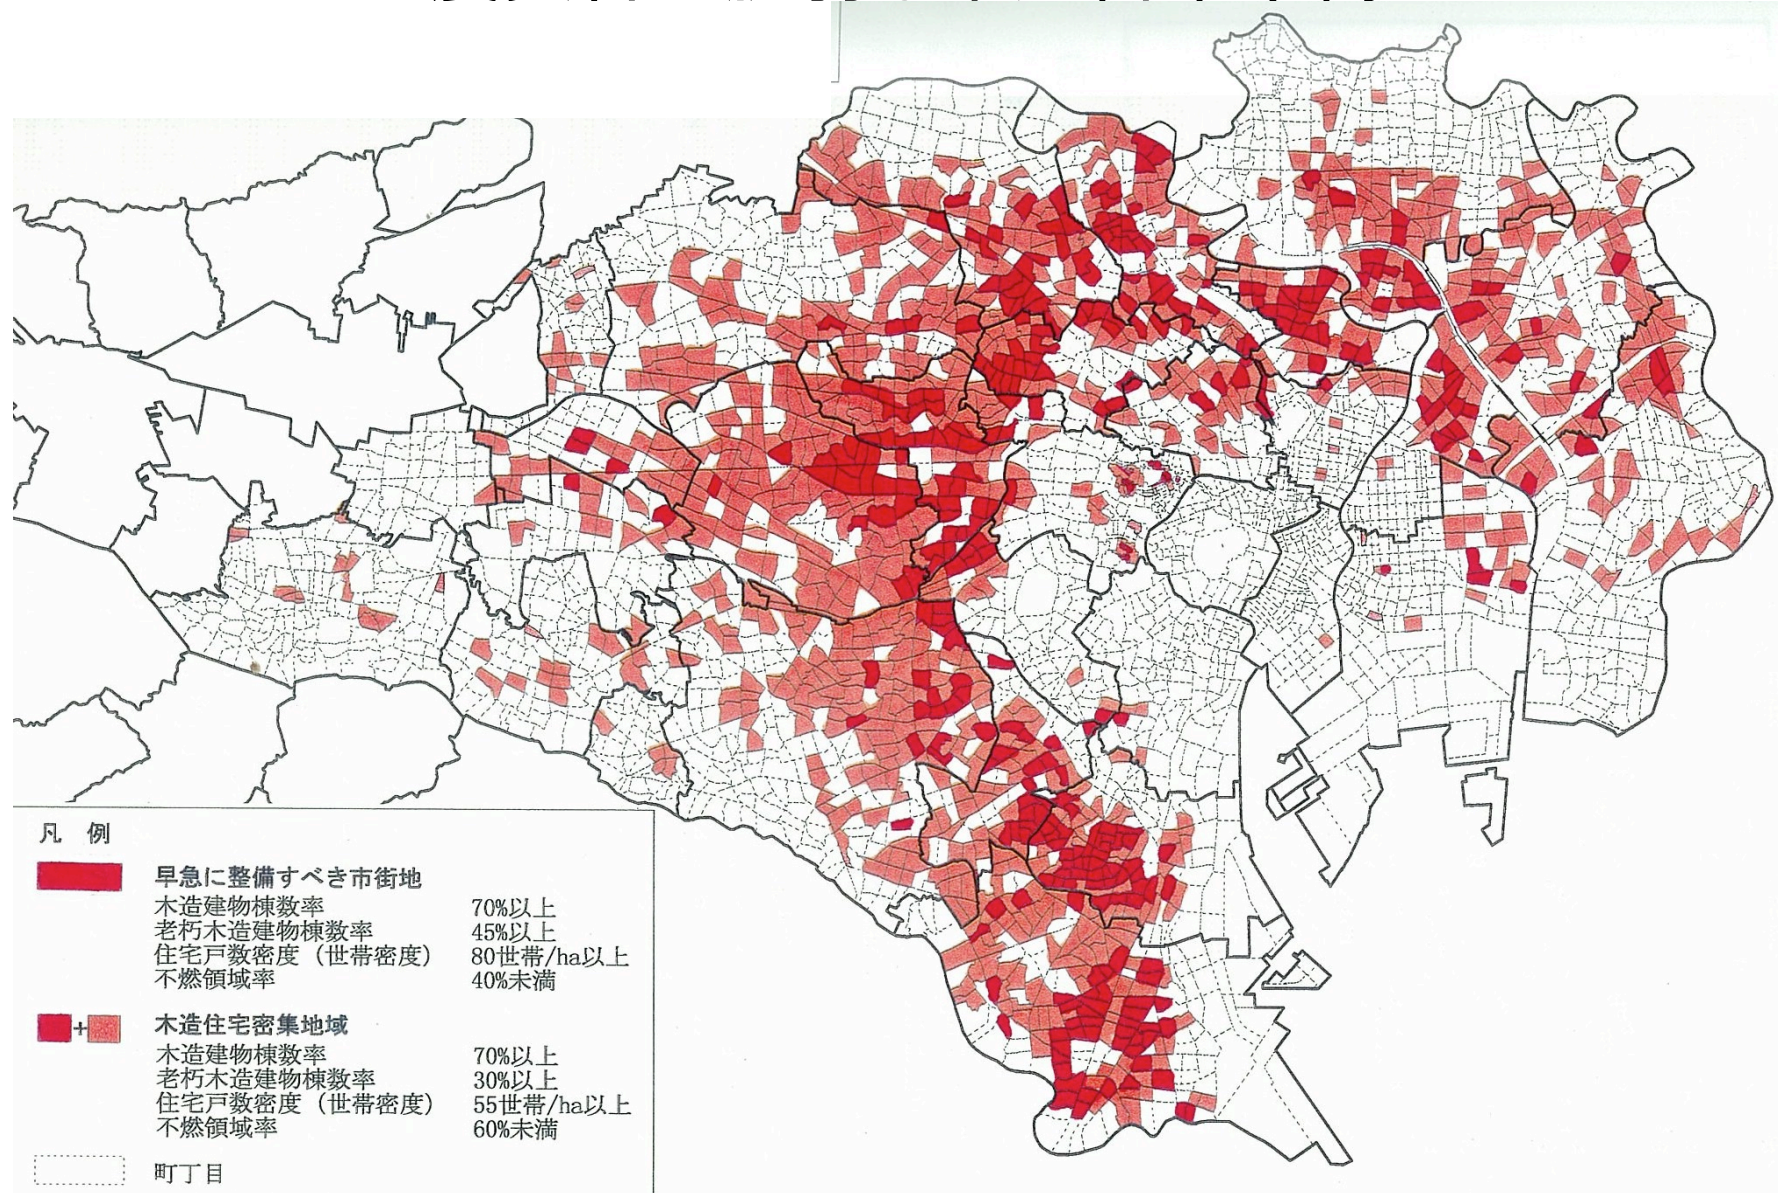 凡 例
早急に整備すべき市街地
木造建物棟数率 70%以上
老朽木造建物棟数率 45%以上
住宅戸数密度(世帯密度) 80世帯/ha以上
不燃領域率 40%未満
+ 木造住宅密集地域
木造建物棟数率 70%以上
老朽木造建物棟数率 30%以上
住宅戸数密度(世帯密度) 55世帯/ha以上
不燃領域率 60%未満
町丁目